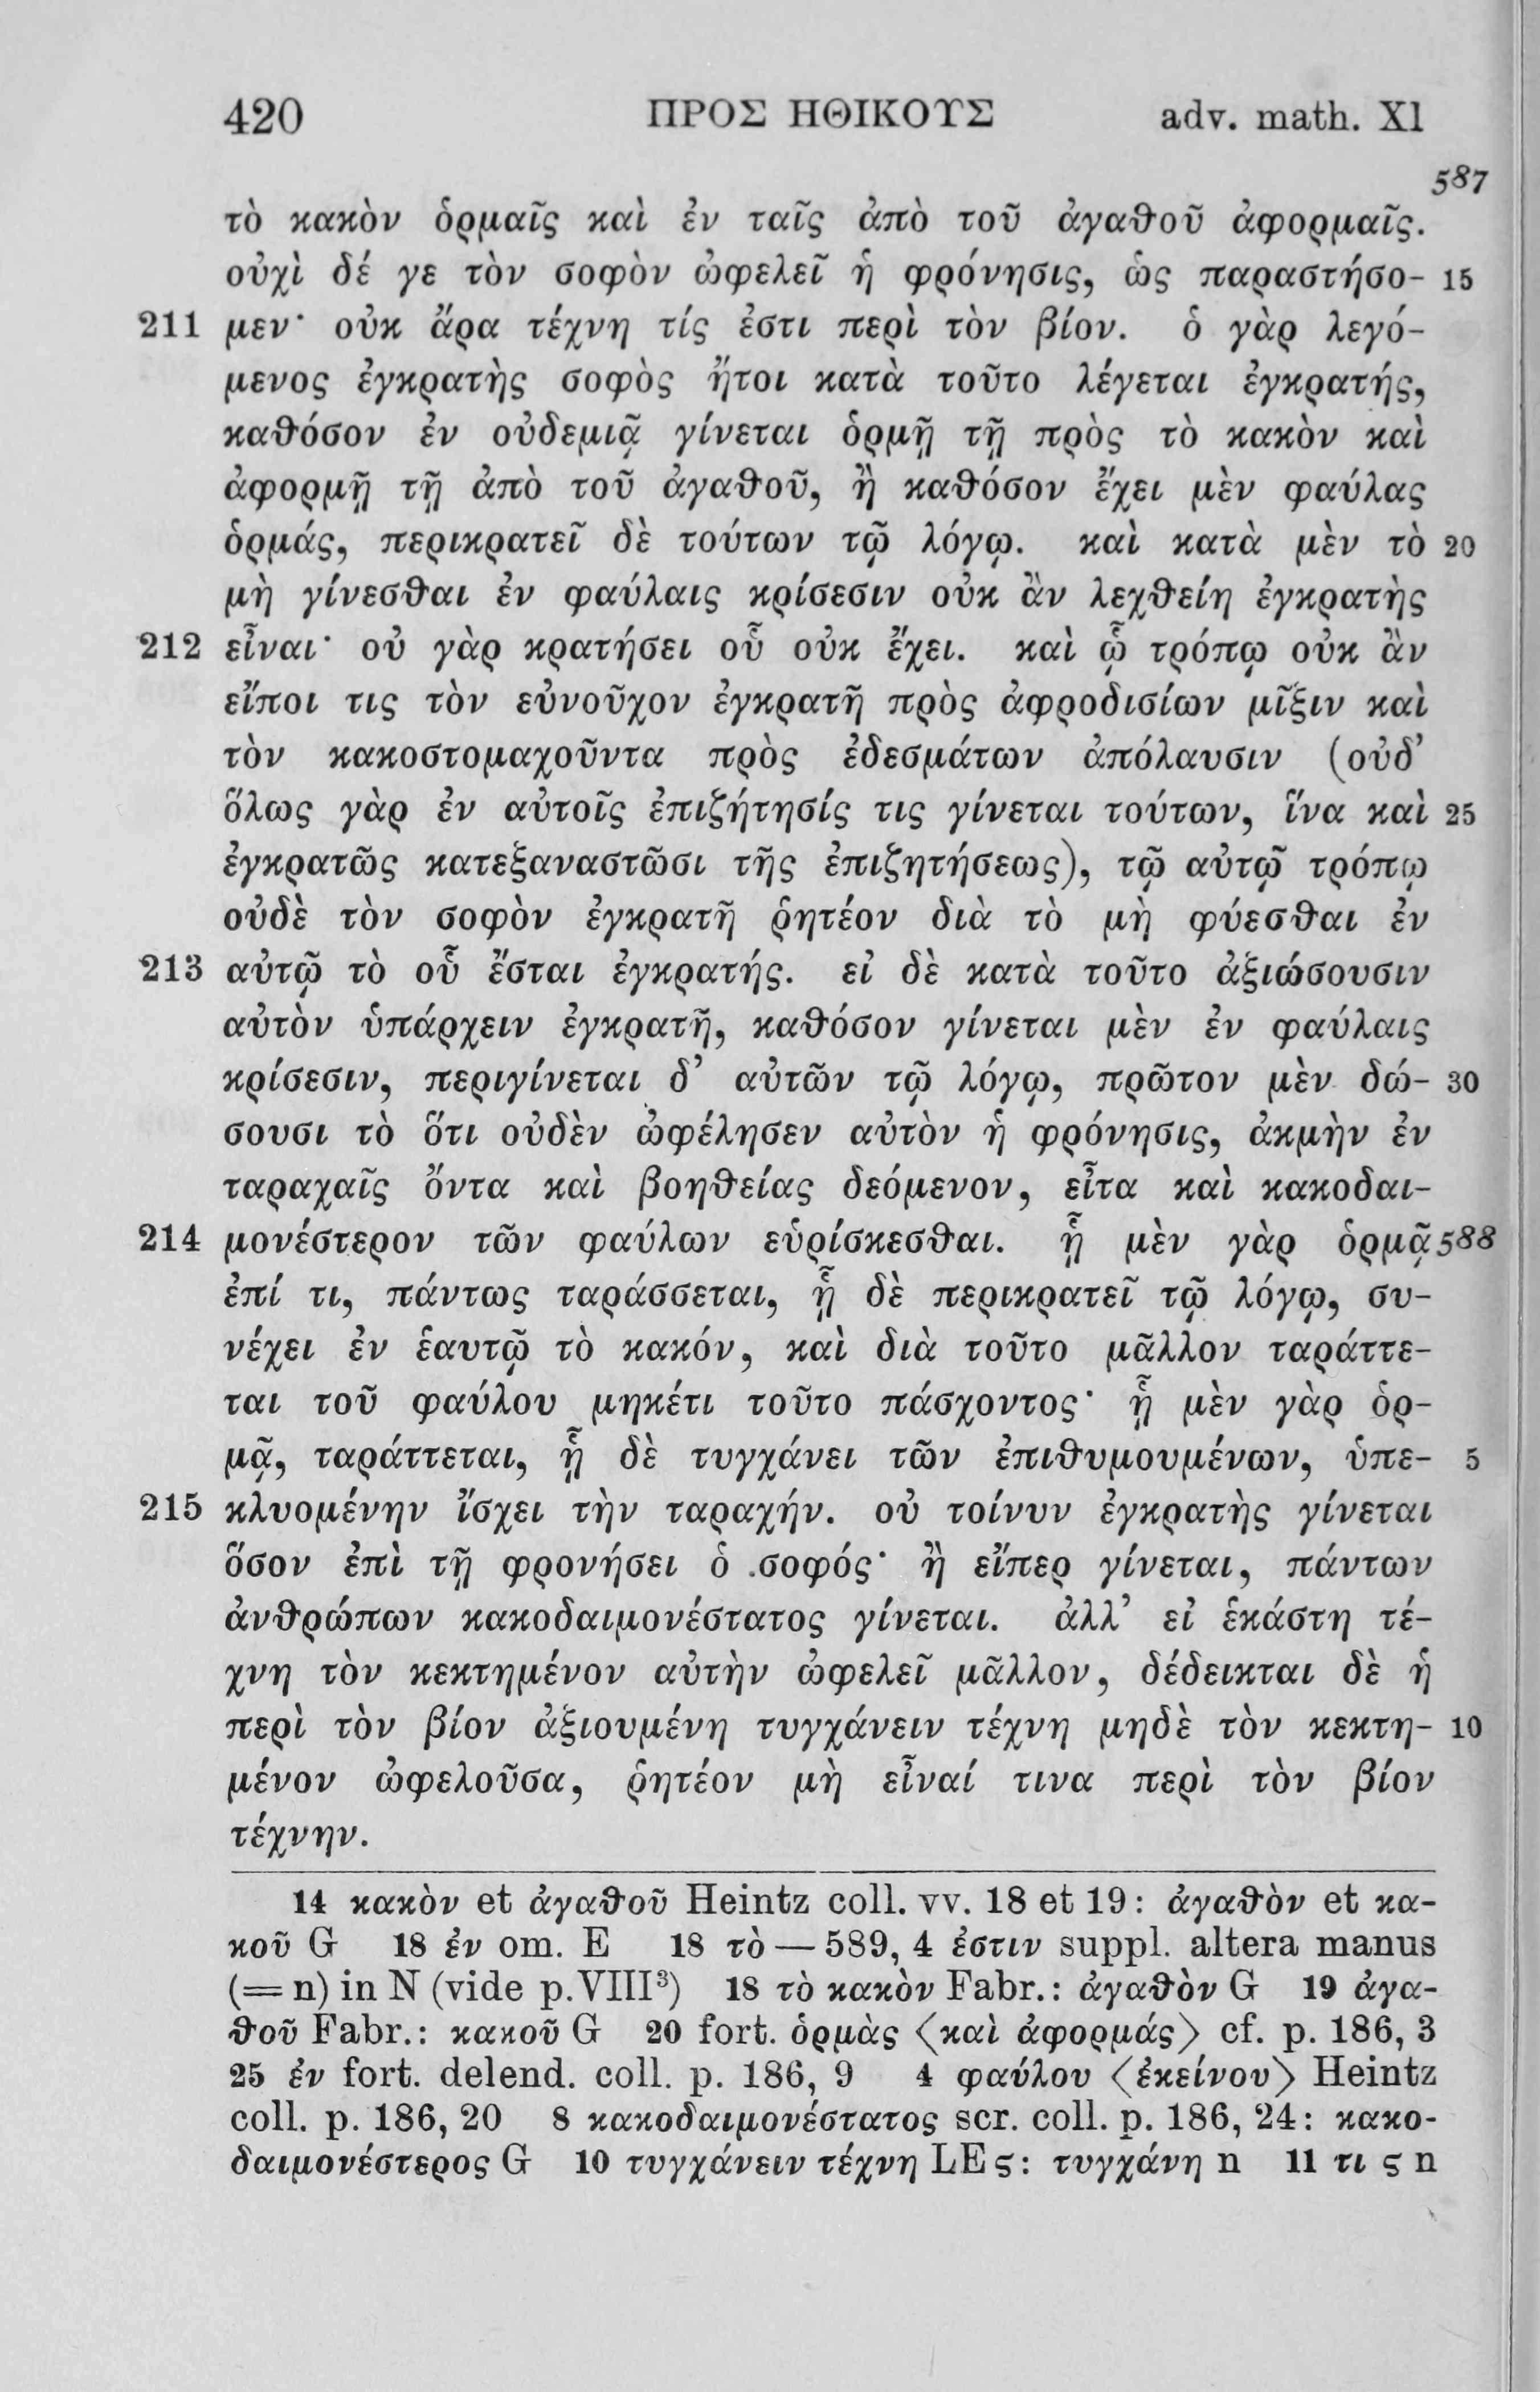 420 ΠΡΟΣ ΗΘΙΚΟΥΣ adv. math. XI
587
τὸ κακὸν ὁρμαῖς καὶ ἐν ταῖς ἀπὸ τοῦ ἀγαθοῦ ἀφορμαῖς.
οὐχὶ δέ γε τὸν σοφὸν ὠφελεῖ ἡ φρόνησις, ὡς παραστήσο- 15
211 μεν· οὐκ ἄρα τέχνη τίς ἐστι περὶ τὸν βίον. ὁ γὰρ λεγό-
μενος ἐγκρατὴς σοφὸς ἤτοι κατὰ τοῦτο λέγεται ἐγκρατής,
καθόσον ἐν οὐδεμιᾷ γίνεται ὁρμῇ τῇ πρὸς τὸ κακὸν καὶ
ἀφορμῇ τῇ ἀπὸ τοῦ ἀγαθοῦ, ἢ καθόσον ἔχει μὲν φαύλας
ὁρμάς, περικρατεῖ δὲ τούτων τῷ λόγῳ. καὶ κατὰ μὲν τὸ 20
μὴ γίνεσθαι ἐν φαύλαις κρίσεσιν οὐκ ἂν λεχθείη ἐγκρατὴς
212 εἶναι· οὐ γὰρ κρατήσει οὗ οὐκ ἔχει. καὶ ᾧ τρόπῳ οὐκ ἂν
εἴποι τις τὸν εὐνοῦχον ἐγκρατῆ πρὸς ἀφροδισίων μῖξιν καὶ
τὸν κακοστομαχοῦντα πρὸς ἐδεσμάτων ἀπόλαυσιν (οὐδ’
ὅλως γὰρ ἐν αὐτοῖς ἐπιζήτησίς τις γίνεται τούτων, ἵνα καὶ 25
ἐγκρατῶς κατεξαναστῶσι τῆς ἐπιζητήσεως), τῷ αὐτῷ τρόπῳ
οὐδὲ τὸν σοφὸν ἐγκρατῆ ῥητέον διὰ τὸ μὴ φύεσθαι ἐν
213 αὐτῷ τὸ οὗ ἔσται ἐγκρατής. εἰ δὲ κατὰ τοῦτο ἀξιώσουσιν
αὐτὸν ὑπάρχειν ἐγκρατῆ, καθόσον γίνεται μὲν ἐν φαύλαις
κρίσεσιν, περιγίνεται δ’ αὐτῶν τῷ λόγῳ, πρῶτον μὲν δώ- 30
σουσι τὸ ὅτι οὐδὲν ὠφέλησεν αὐτὸν ἡ φρόνησις, ἀκμὴν ἐν
ταραχαῖς ὄντα καὶ βοηθείας δεόμενον, εἶτα καὶ κακοδαι-
214 μονέστερον τῶν φαύλων εὑρίσκεσθαι. ᾗ μὲν γὰρ ὁρμᾷ 588
ἐπί τι, πάντως ταράσσεται, ᾗ δὲ περικρατεῖ τῷ λόγῳ, συ-
νέχει ἐν ἑαυτῷ τὸ κακόν, καὶ διὰ τοῦτο μᾶλλον ταράττε-
ται τοῦ φαύλου μηκέτι τοῦτο πάσχοντος· ᾗ μὲν γὰρ ὁρ-
μᾷ, ταράττεται, ᾗ δὲ τυγχάνει τῶν ἐπιθυμουμένων, ὑπε- 5
215 κλυομένην ἴσχει τὴν ταραχήν. οὐ τοίνυν ἐγκρατὴς γίνεται
ὅσον ἐπὶ τῇ φρονήσει ὁ σοφός· ἢ εἴπερ γίνεται, πάντων
ἀνθρώπων κακοδαιμονέστατος γίνεται. ἀλλ’ εἰ ἑκάστη τέ-
χνη τὸν κεκτημένον αὐτὴν ὠφελεῖ μᾶλλον, δέδεικται δὲ ἡ
περὶ τὸν βίον ἀξιουμένη τυγχάνειν τέχνη μηδὲ τὸν κεκτη- 10
μένον ὠφελοῦσα, ῥητέον μὴ εἶναί τινα περὶ τὸν βίον
τέχνην.
14 κακὸν et ἀγαθοῦ Heintz coll. vv. 18 et 19: ἀγαθὸν et κα-
κοῦ G 18 ἐν om. E 18 τὸ — 589, 4 ἐστιν suppl. altera manus
(= n) in N (vide p. VIII³) 18 τὸ κακὸν Fabr.: ἀγαθὸν G 19 ἀγα-
θοῦ Fabr.: κακοῦ G 20 fort. ὁρμὰς ⟨καὶ ἀφορμάς⟩ cf. p. 186, 3
25 ἐν fort. delend. coll. p. 186, 9 4 φαύλου ⟨ἐκείνου⟩ Heintz
coll. p. 186, 20 8 κακοδαιμονέστατος scr. coll. p. 186, 24: κακο-
δαιμονέστερος G 10 τυγχάνειν τέχνη LE ς: τυγχάνη n 11 τι ς n